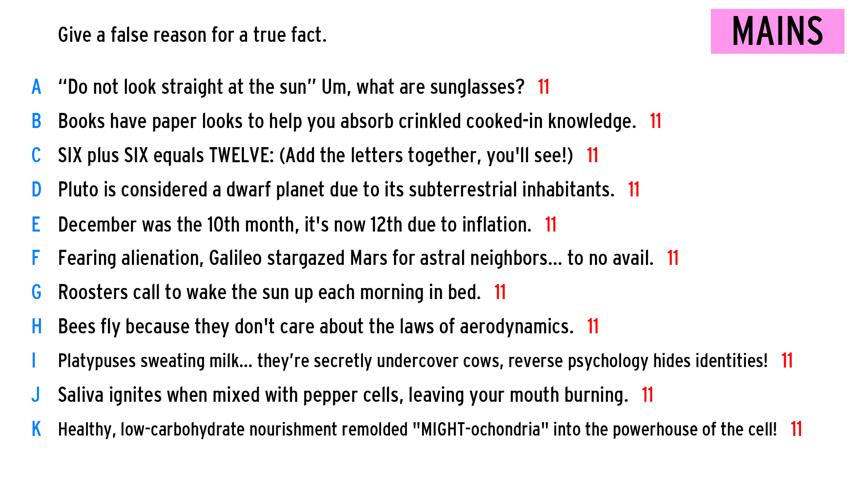 Give a false reason for a true fact.
MAINS
A “Do not look straight at the sun” Um, what are sunglasses? 11
B Books have paper looks to help you absorb crinkled cooked-in knowledge. 11
C SIX plus SIX equals TWELVE: (Add the letters together, you'll see!) 11
D Pluto is considered a dwarf planet due to its subterrestrial inhabitants. 11
E December was the 10th month, it's now 12th due to inflation. 11
F Fearing alienation, Galileo stargazed Mars for astral neighbors... to no avail. 11
G Roosters call to wake the sun up each morning in bed. 11
H Bees fly because they don't care about the laws of aerodynamics. 11
I Platypuses sweating milk... they’re secretly undercover cows, reverse psychology hides identities! 11
J Saliva ignites when mixed with pepper cells, leaving your mouth burning. 11
K Healthy, low-carbohydrate nourishment remolded "MIGHT-ochondria" into the powerhouse of the cell! 11